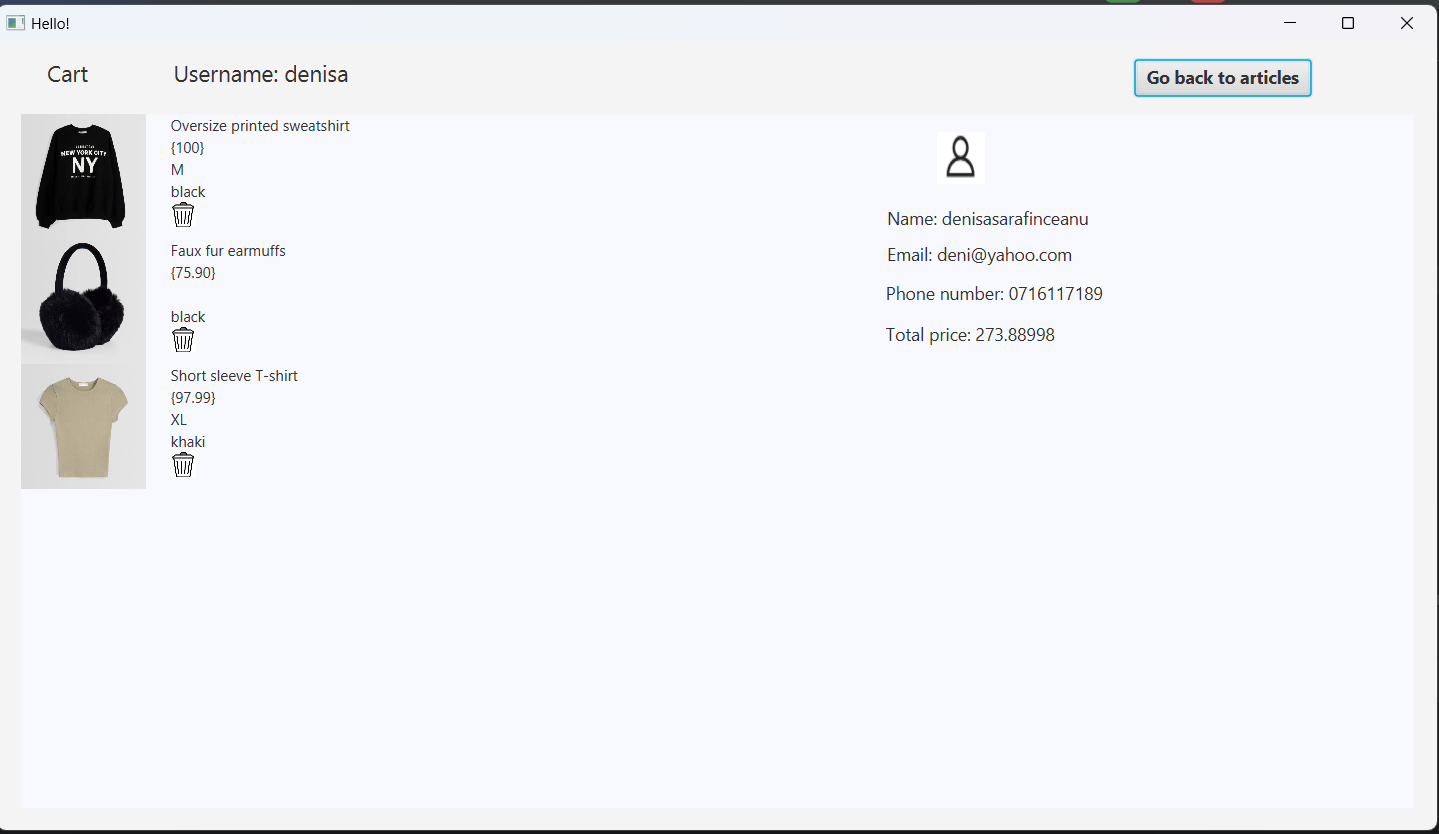 Hello!
Cart
Username: denisa
Go back to articles
NEW YORK CITY
NY
Oversize printed sweatshirt
{100}
M
black
Faux fur earmuffs
{75.90}
black
Short sleeve T-shirt
{97.99}
XL
khaki
Name: denisasarafinceanu
Email: deni@yahoo.com
Phone number: 0716117189
Total price: 273.88998